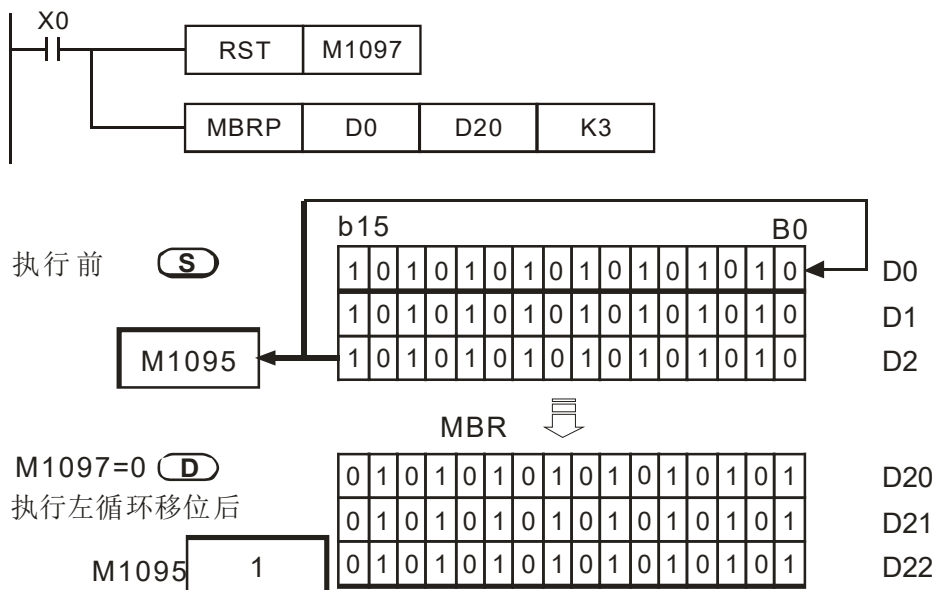 X0
RST M1097
MBRP D0 D20 K3
b15 B0
执行前 S
1 0 1 0 1 0 1 0 1 0 1 0 1 0 1 0 D0
1 0 1 0 1 0 1 0 1 0 1 0 1 0 1 0 D1
M1095 1 0 1 0 1 0 1 0 1 0 1 0 1 0 1 0 D2
MBR
M1097=0 D
0 1 0 1 0 1 0 1 0 1 0 1 0 1 0 1 D20
执行左循环移位后
0 1 0 1 0 1 0 1 0 1 0 1 0 1 0 1 D21
M1095 1 0 1 0 1 0 1 0 1 0 1 0 1 0 1 0 1 D22